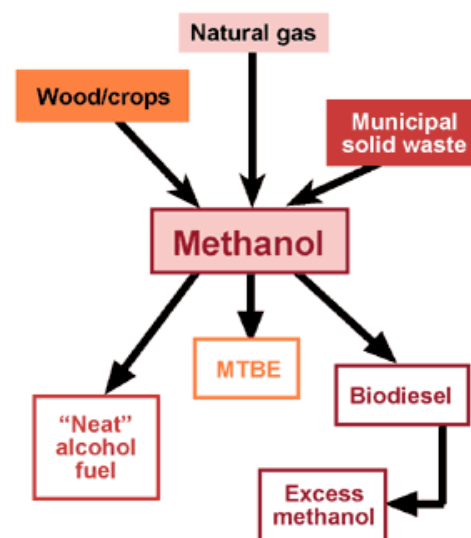 Natural gas
Wood/crops
Municipal
solid waste
Methanol
MTBE
Biodiesel
“Neat”
alcohol
fuel
Excess
methanol